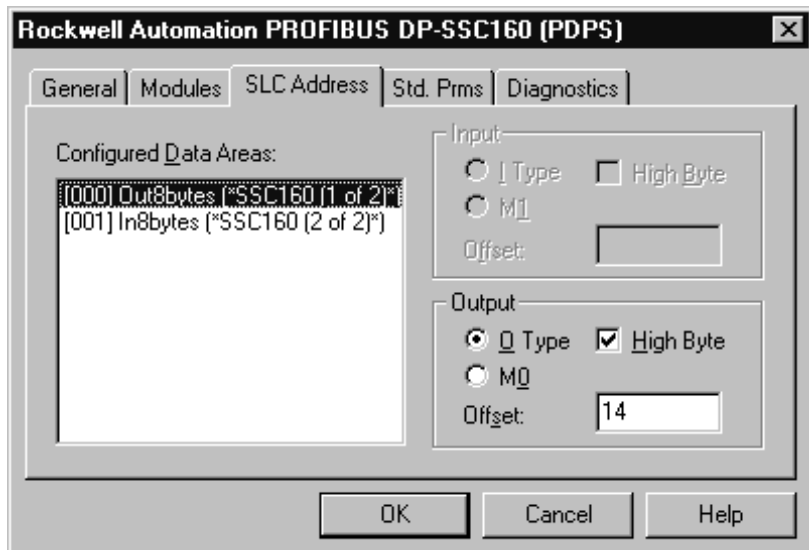 Rockwell Automation PROFIBUS DP-SSC160 (PDPS)
General Modules SLC Address Std. Prms Diagnostics
Configured Data Areas:
[000] Out8bytes (*SSC160 (1 of 2)*)
[001] In8bytes (*SSC160 (2 of 2)*)
Input
I Type High Byte
M1
Offset:
Output
O Type High Byte
M0
Offset: 14
OK Cancel Help